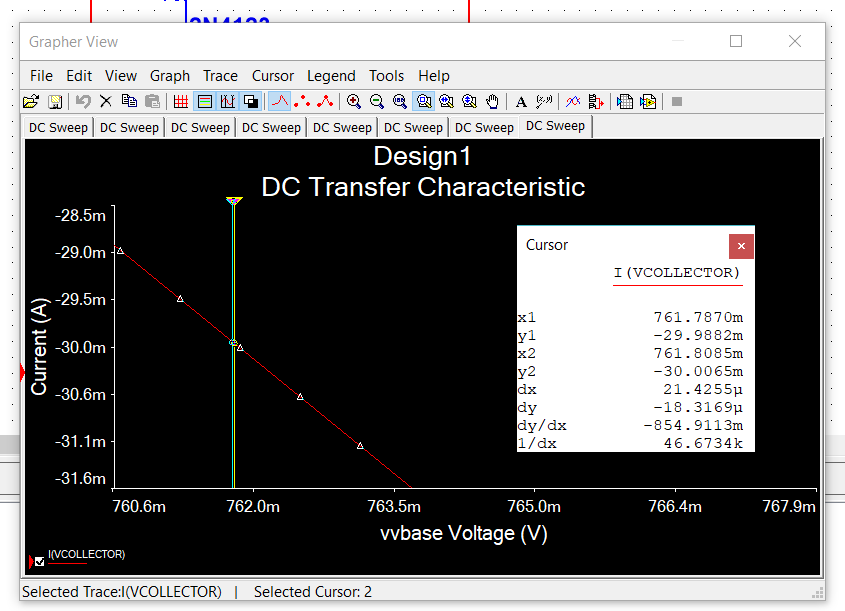 Grapher View
File Edit View Graph Trace Cursor Legend Tools Help
A
DC Sweep DC Sweep DC Sweep DC Sweep DC Sweep DC Sweep DC Sweep DC Sweep
Design1
DC Transfer Characteristic
Current (A)
-28.5m
-29.0m
-29.5m
-30.0m
-30.6m
-31.1m
-31.6m
Cursor
I(VCOLLECTOR)
x1 761.7870m
y1 -29.9882m
x2 761.8085m
y2 -30.0065m
dx 21.4255µ
dy -18.3169µ
dy/dx -854.9113m
1/dx 46.6734k
760.6m 762.0m 763.5m 765.0m 766.4m 767.9m
vvbase Voltage (V)
I(VCOLLECTOR)
Selected Trace:I(VCOLLECTOR) | Selected Cursor: 2